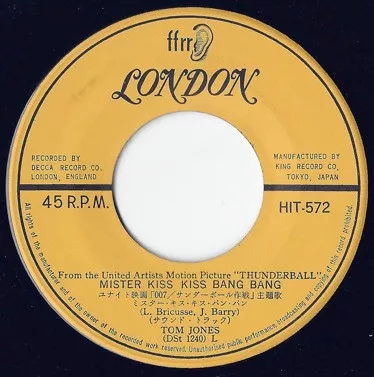 ffrr
LONDON
RECORDED BY
DECCA RECORD CO.
LONDON, ENGLAND
MANUFACTURED BY
KING RECORD CO,
TOKYO, JAPAN
45 R.P.M.
HIT-572
From the United Artists Motion Picture "THUNDERBALL"
MISTER KISS KISS BANG BANG
ユナイト映画「007/サンダーボール作戦」主題歌
ミスター・キス・キス・バン・バン
(L. Bricusse, J. Barry)
(サウンド・トラック)
TOM JONES
(DSt 1240) L
All rights of the manufacturer and of the owner of the recorded work reserved. Unauthorised public performance, broadcasting and copying of this record prohibited.